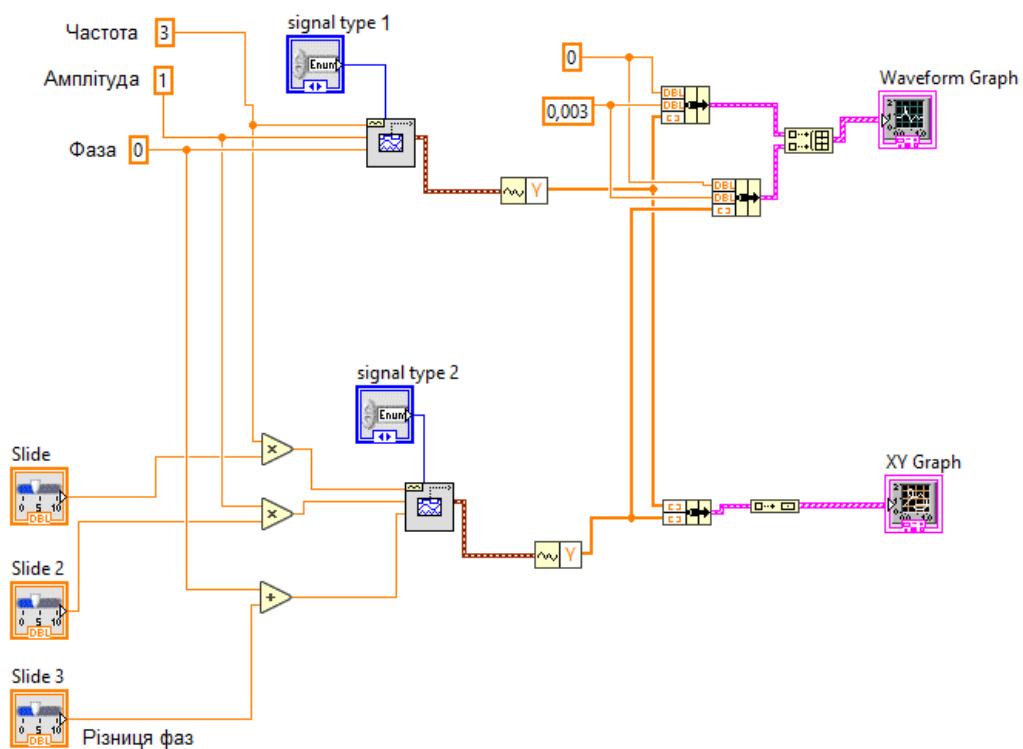 signal type 1
Частота 3
Амплітуда 1
Фаза 0
Enum
0
0,003
DBL
DBL
Waveform Graph
Y
DBL
DBL
signal type 2
Enum
Slide
0 5 10
DBL
XY Graph
Y
Slide 2
0 5 10
DBL
Slide 3
0 5 10
DBL
Різниця фаз